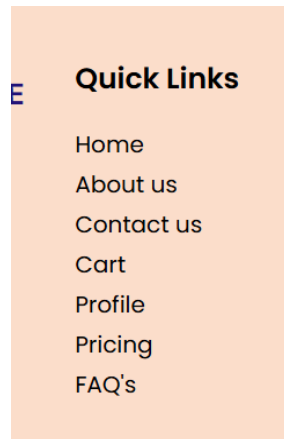 E
Quick Links
Home
About us
Contact us
Cart
Profile
Pricing
FAQ's